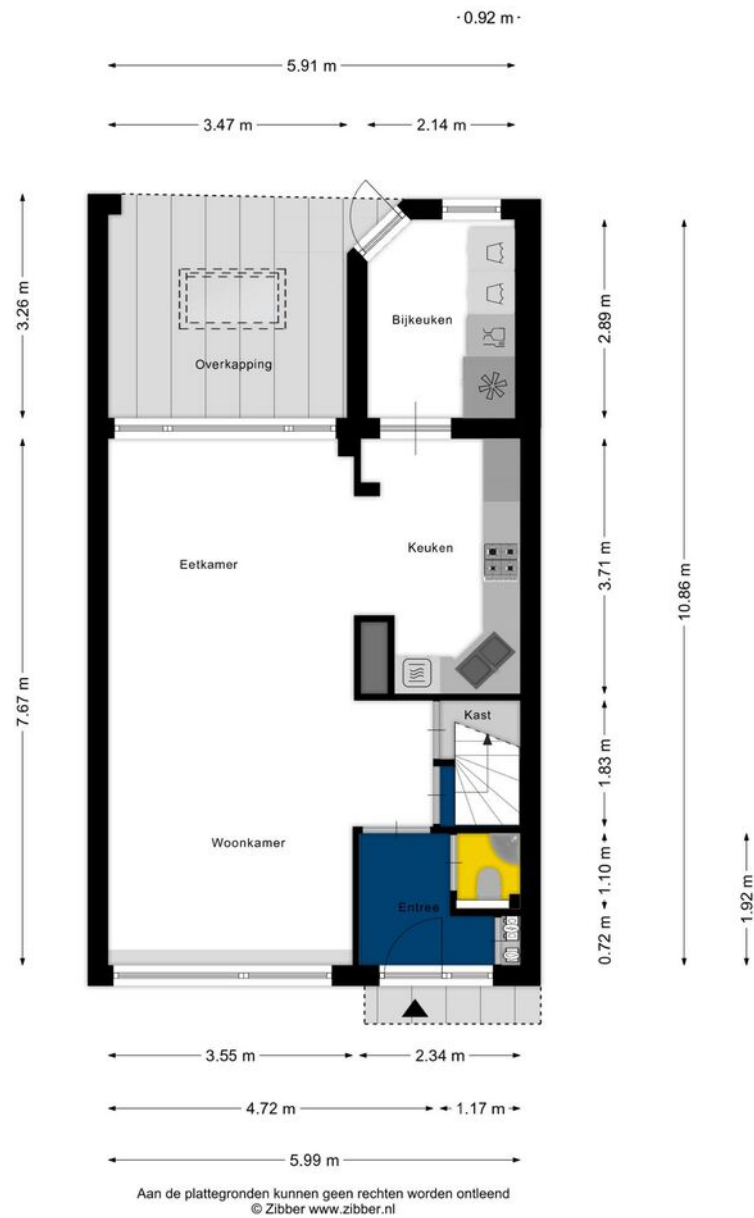 0.92 m
5.91 m
3.47 m
2.14 m
3.26 m
2.89 m
Bijkeuken
Overkapping
Keuken
Eetkamer
3.71 m
10.86 m
7.67 m
Kast
1.83 m
Woonkamer
1.10 m
1.92 m
Entree
0.72 m
3.55 m
2.34 m
4.72 m
1.17 m
5.99 m
Aan de plattegronden kunnen geen rechten worden ontleend
© Zibber www.zibber.nl